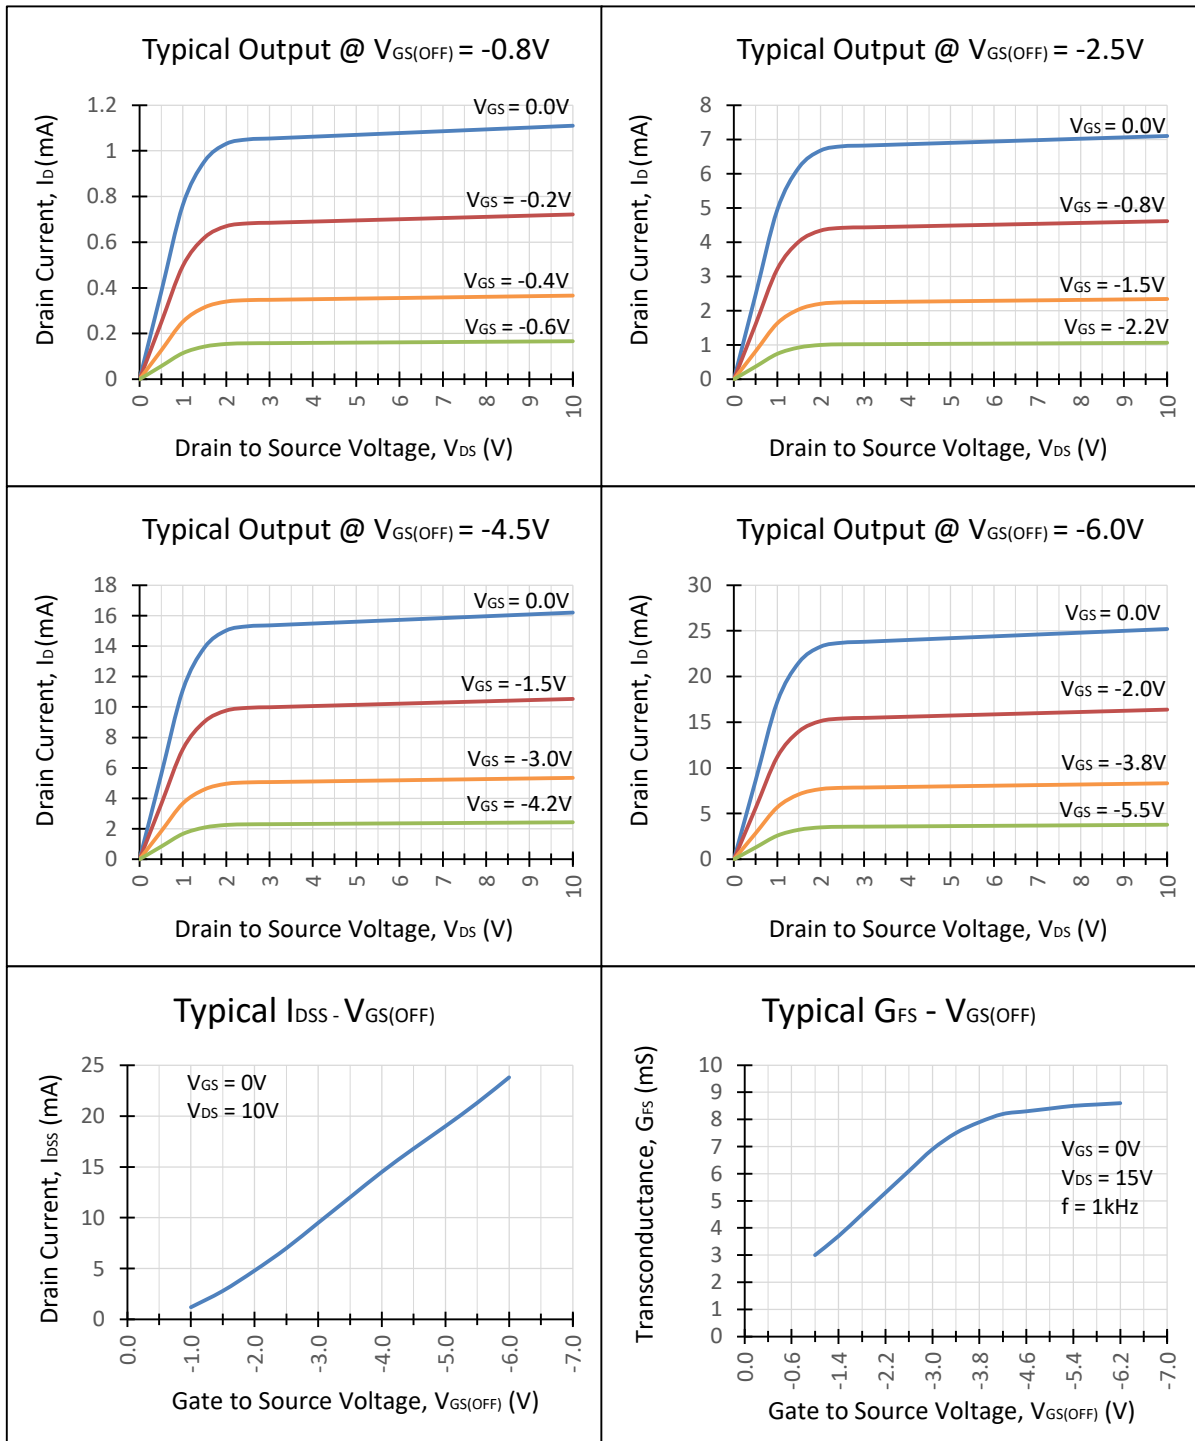 Typical Output @ VGS(OFF) = -0.8V
Drain Current, ID (mA)
1.2
1
0.8
0.6
0.4
0.2
0
VGS = 0.0V
VGS = -0.2V
VGS = -0.4V
VGS = -0.6V
0 1 2 3 4 5 6 7 8 9 10
Drain to Source Voltage, VDS (V)
Typical Output @ VGS(OFF) = -2.5V
Drain Current, ID (mA)
8
7
6
5
4
3
2
1
0
VGS = 0.0V
VGS = -0.8V
VGS = -1.5V
VGS = -2.2V
0 1 2 3 4 5 6 7 8 9 10
Drain to Source Voltage, VDS (V)
Typical Output @ VGS(OFF) = -4.5V
Drain Current, ID (mA)
18
16
14
12
10
8
6
4
2
0
VGS = 0.0V
VGS = -1.5V
VGS = -3.0V
VGS = -4.2V
0 1 2 3 4 5 6 7 8 9 10
Drain to Source Voltage, VDS (V)
Typical Output @ VGS(OFF) = -6.0V
Drain Current, ID (mA)
30
25
20
15
10
5
0
VGS = 0.0V
VGS = -2.0V
VGS = -3.8V
VGS = -5.5V
0 1 2 3 4 5 6 7 8 9 10
Drain to Source Voltage, VDS (V)
Typical IDSS - VGS(OFF)
Drain Current, IDSS (mA)
25
20
15
10
5
0
VGS = 0V
VDS = 10V
0.0 -1.0 -2.0 -3.0 -4.0 -5.0 -6.0 -7.0
Gate to Source Voltage, VGS(OFF) (V)
Typical GFS - VGS(OFF)
Transconductance, GFS (mS)
10
9
8
7
6
5
4
3
2
1
0
VGS = 0V
VDS = 15V
f = 1kHz
0.0 -0.6 -1.4 -2.2 -3.0 -3.8 -4.6 -5.4 -6.2 -7.0
Gate to Source Voltage, VGS(OFF) (V)